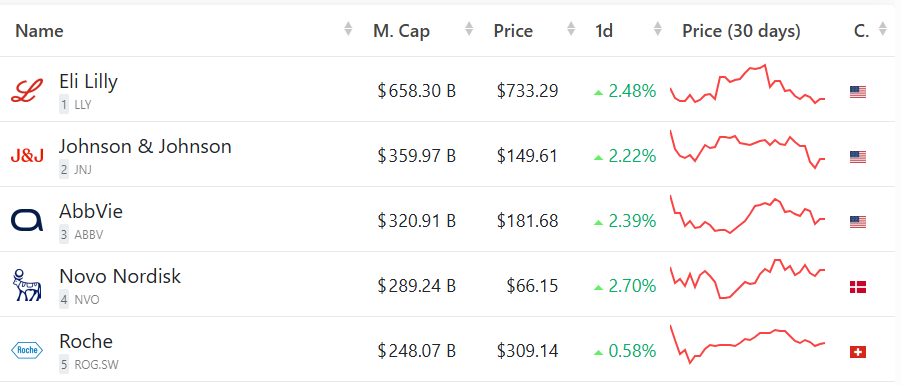 Name M. Cap Price 1d Price (30 days) C.
Eli Lilly
1 LLY
$658.30 B $733.29 2.48%
J&J
Johnson & Johnson
2 JNJ
$359.97 B $149.61 2.22%
AbbVie
3 ABBV
$320.91 B $181.68 2.39%
Novo Nordisk
4 NVO
$289.24 B $66.15 2.70%
Roche
Roche
5 ROG.SW
$248.07 B $309.14 0.58%